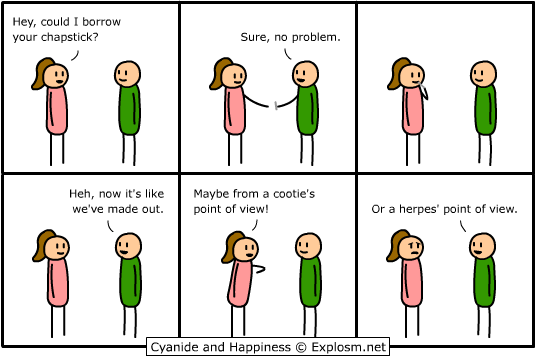 Hey, could I borrow
your chapstick?
Sure, no problem.
Heh, now it's like
we've made out.
Maybe from a cootie's
point of view!
Or a herpes' point of view.
Cyanide and Happiness © Explosm.net